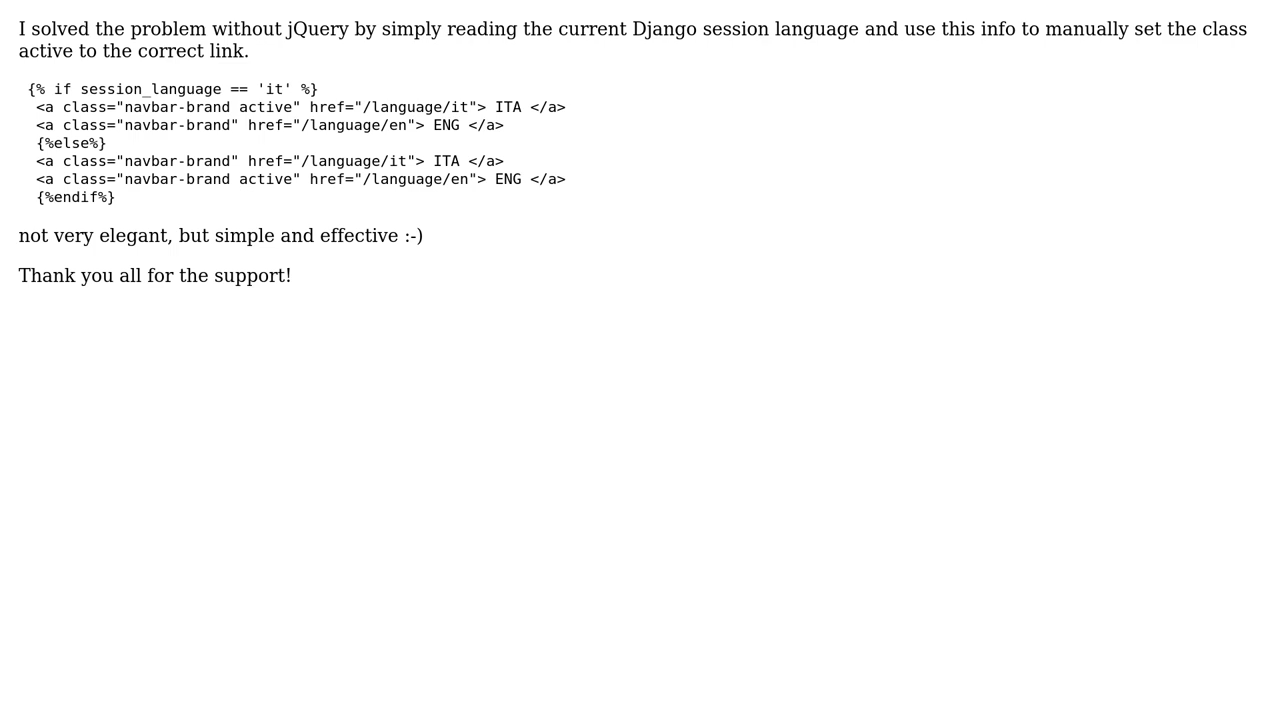 I solved the problem without jQuery by simply reading the current Django session language and use this info to manually set the class
active to the correct link.
{% if session_language == 'it' %}
<a class="navbar-brand active" href="/language/it"> ITA </a>
<a class="navbar-brand" href="/language/en"> ENG </a>
{%else%}
<a class="navbar-brand" href="/language/it"> ITA </a>
<a class="navbar-brand active" href="/language/en"> ENG </a>
{%endif%}
not very elegant, but simple and effective :-)
Thank you all for the support!